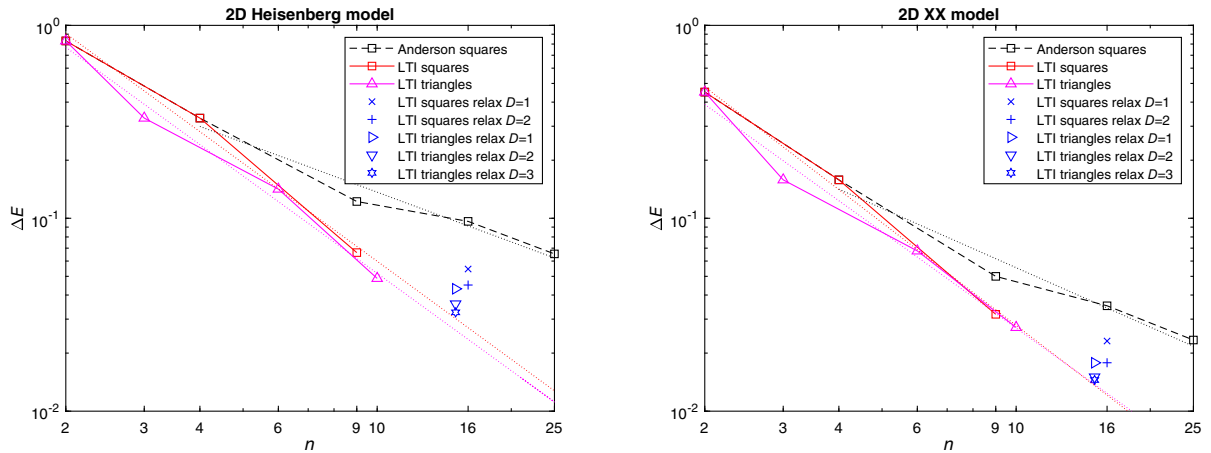 2D Heisenberg model
10^0
10^-1
10^-2
ΔE
2
3
4
6
9
10
16
25
n
Anderson squares
LTI squares
LTI triangles
LTI squares relax D=1
LTI squares relax D=2
LTI triangles relax D=1
LTI triangles relax D=2
LTI triangles relax D=3
2D XX model
10^0
10^-1
10^-2
ΔE
2
3
4
6
9
10
16
25
n
Anderson squares
LTI squares
LTI triangles
LTI squares relax D=1
LTI squares relax D=2
LTI triangles relax D=1
LTI triangles relax D=2
LTI triangles relax D=3